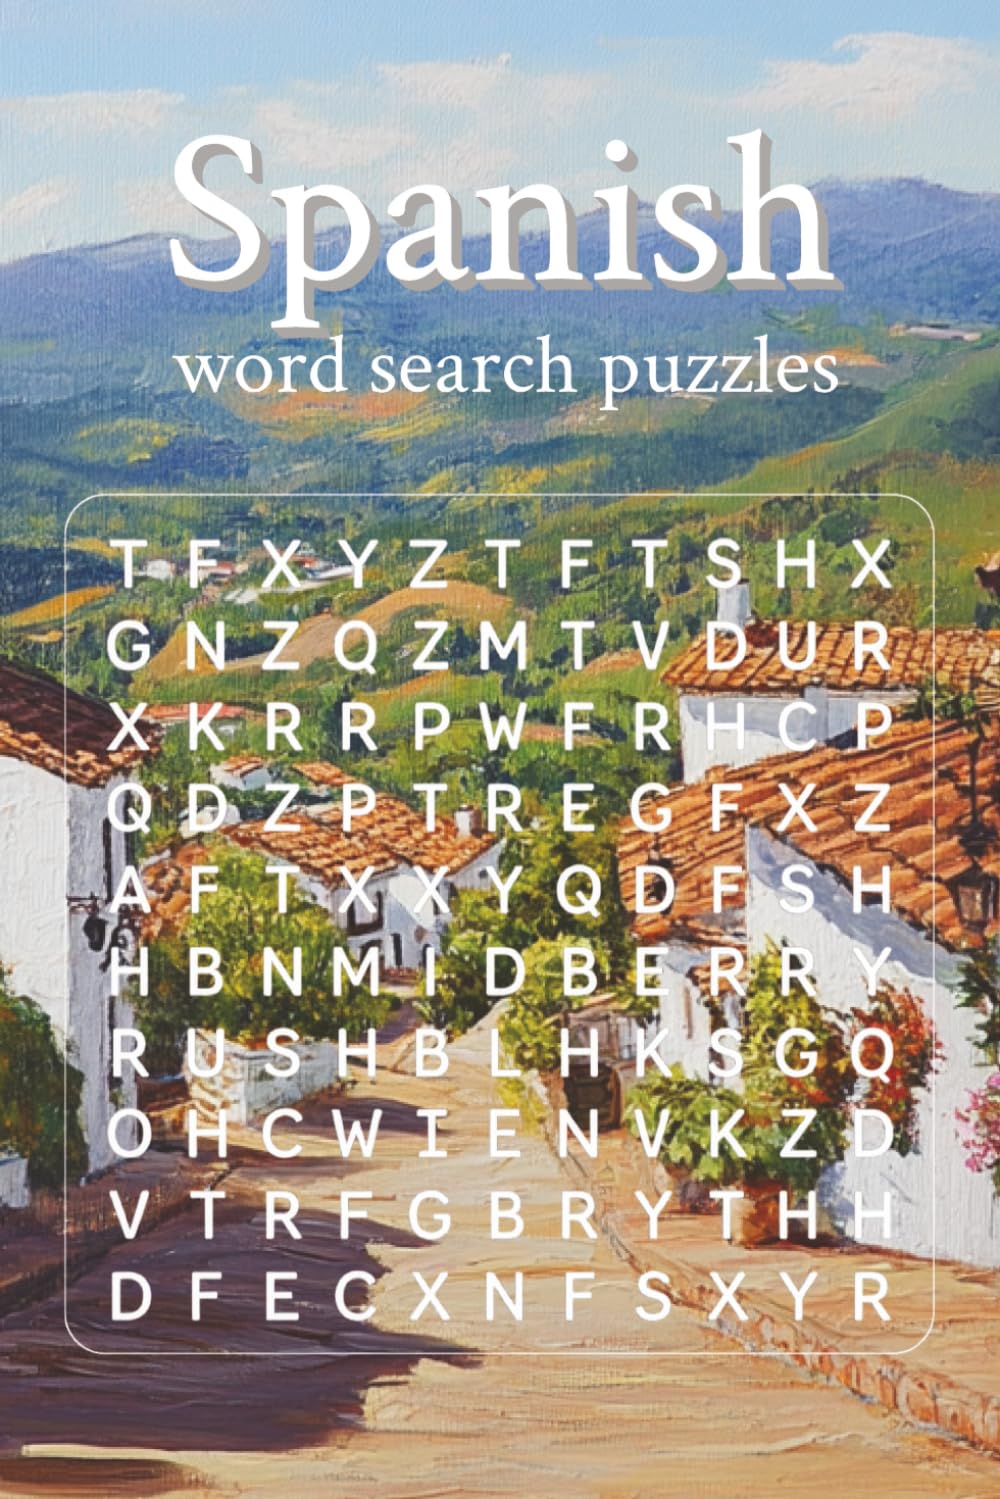 Spanish
word search puzzles
T F X Y Z T F T S H X
G N Z Q Z M T V D U R
X K R R P W F R H C P
Q D Z P T R E G F X Z
A F T X X Y Q D F S H
H B N M I D B E R R Y
R U S H B L H K S G Q
O H C W I E N V K Z D
V T R F G B R Y T H H
D F E C X N F S X Y R